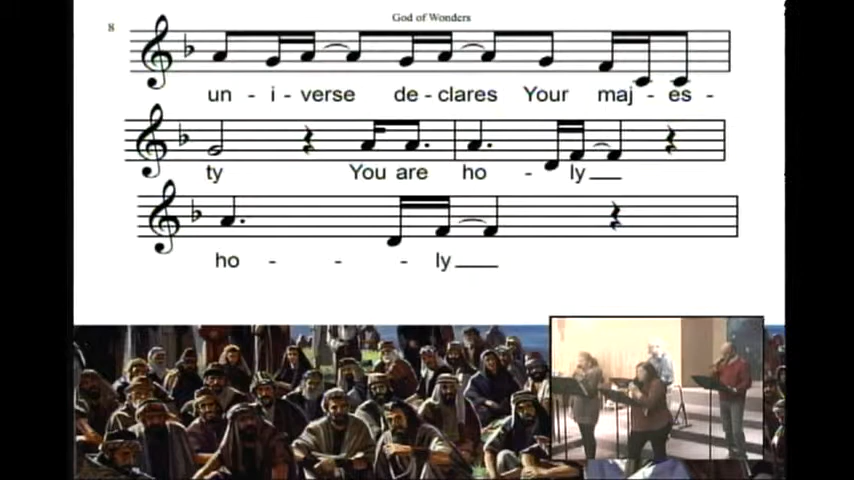 God of Wonders
8
un - i - verse de - clares Your maj - es -
ty You are ho - ly
ho - - - ly